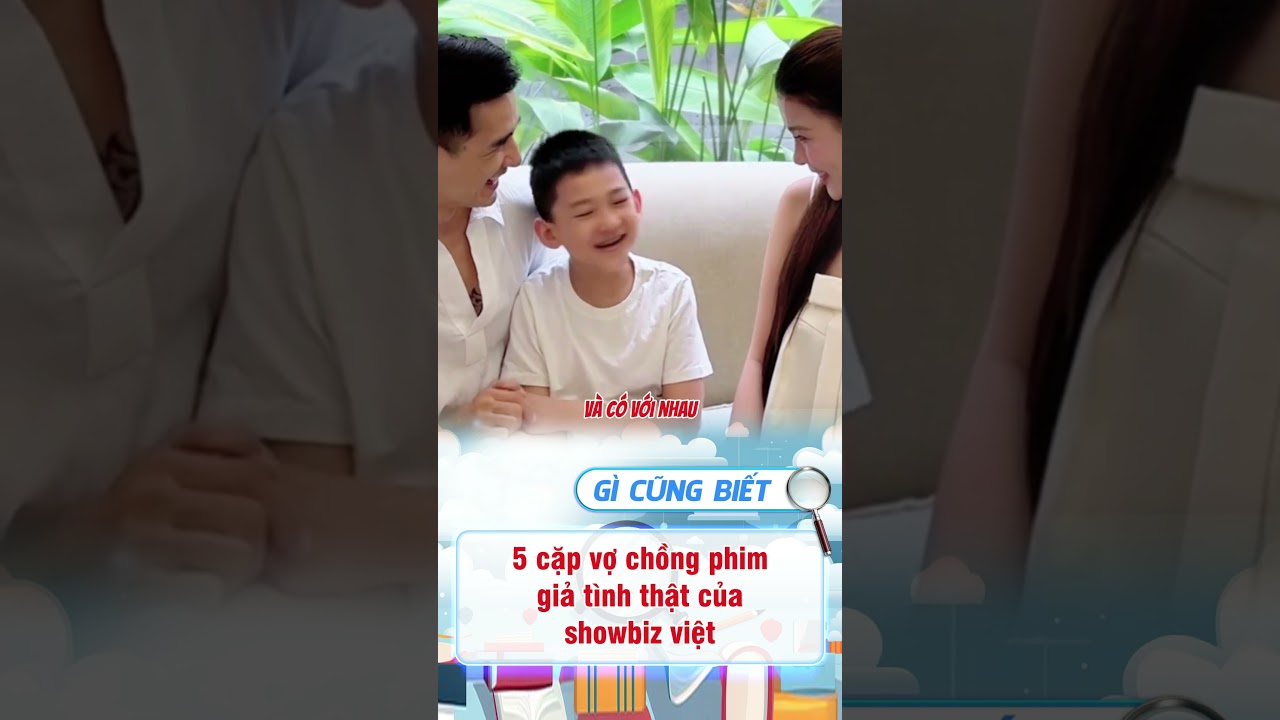 VÀ CÓ VỚI NHAU
GÌ CŨNG BIẾT
5 cặp vợ chồng phim
giả tình thật của
showbiz việt